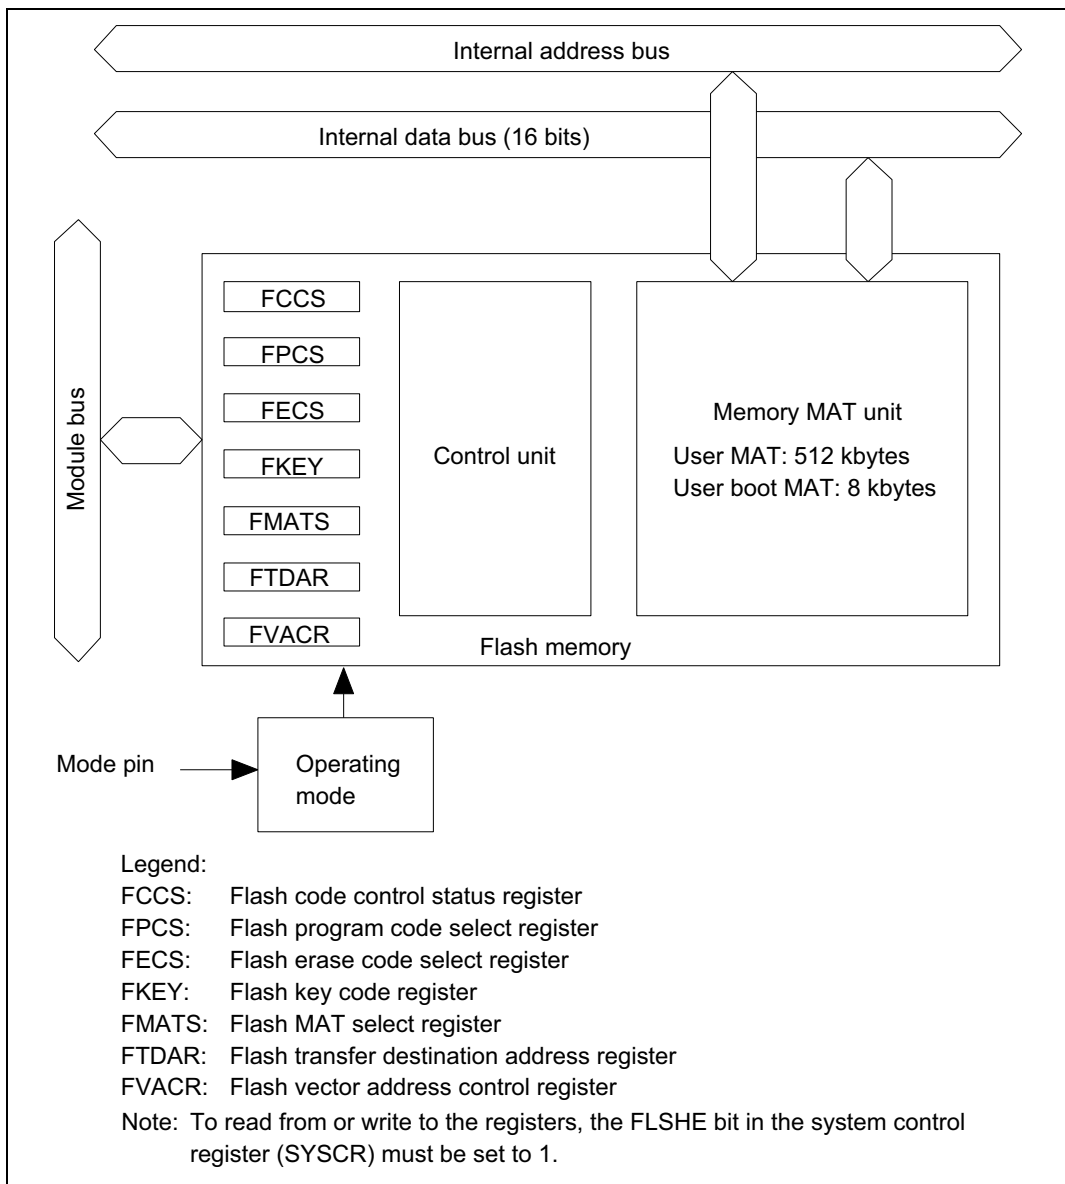 Internal address bus
Internal data bus (16 bits)
Module bus
FCCS
FPCS
FECS
FKEY
FMATS
FTDAR
FVACR
Control unit
Memory MAT unit
User MAT: 512 kbytes
User boot MAT: 8 kbytes
Flash memory
Mode pin
Operating
mode
Legend:
FCCS: Flash code control status register
FPCS: Flash program code select register
FECS: Flash erase code select register
FKEY: Flash key code register
FMATS: Flash MAT select register
FTDAR: Flash transfer destination address register
FVACR: Flash vector address control register
Note: To read from or write to the registers, the FLSHE bit in the system control
register (SYSCR) must be set to 1.